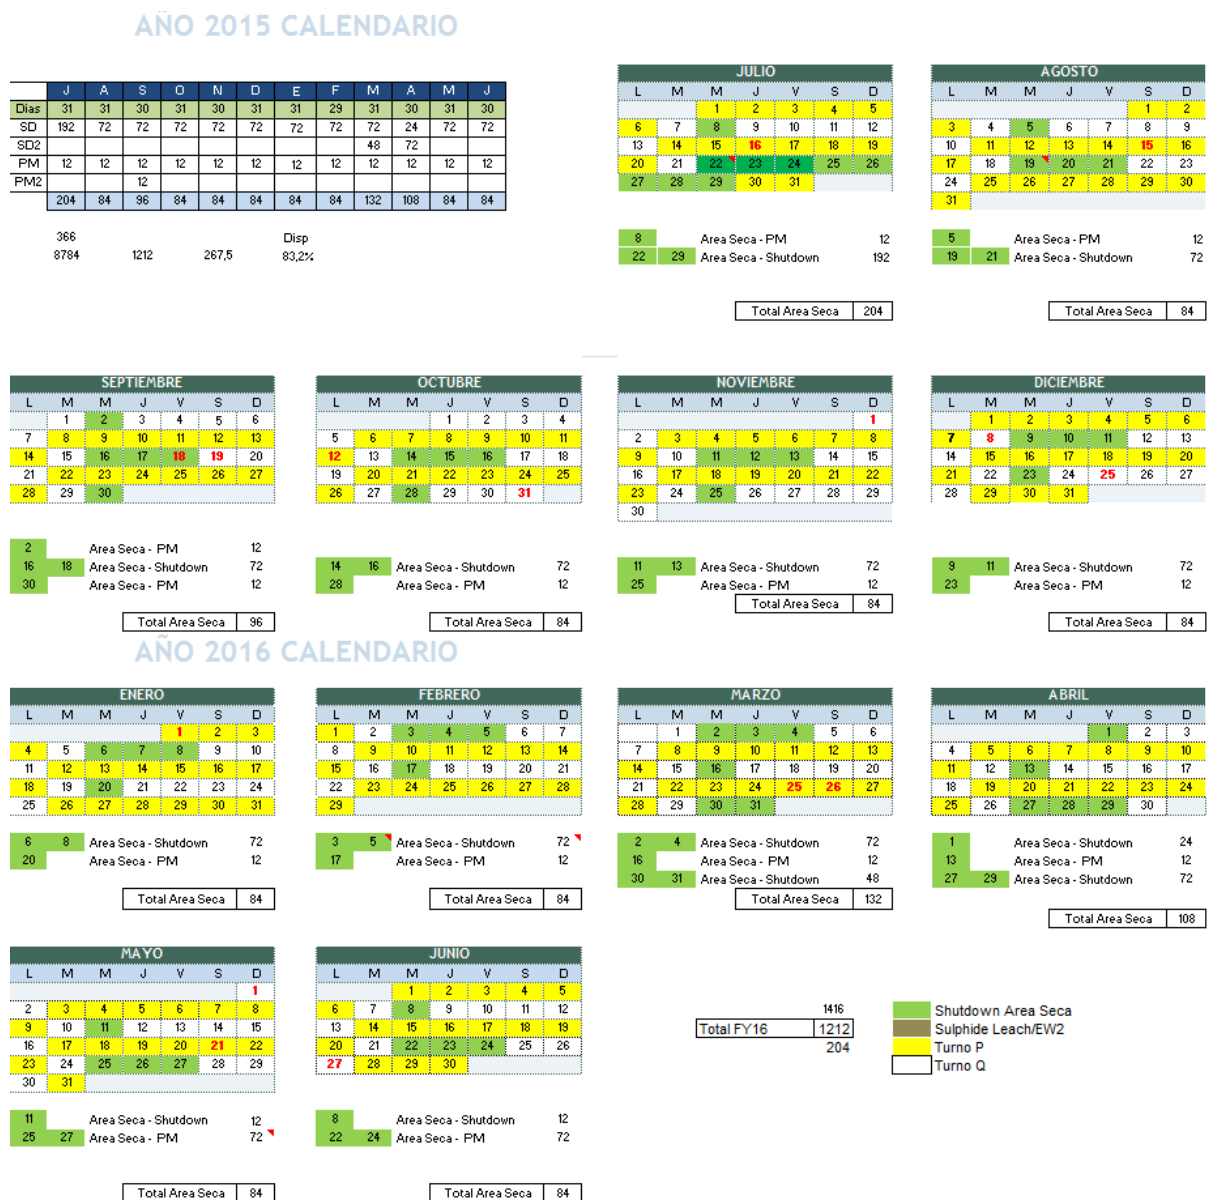 AÑO 2015 CALENDARIO
J A S O N D E F M A M J
Dias 31 31 30 31 30 31 31 29 31 30 31 30
SD 192 72 72 72 72 72 72 72 72 24 72 72
SD2 48 72
PM 12 12 12 12 12 12 12 12 12 12 12 12
PM2 12
204 84 96 84 84 84 84 84 132 108 84 84
366 Disp
8784 1212 267,5 83,2%
JULIO
L M M J V S D
1 2 3 4 5
6 7 8 9 10 11 12
13 14 15 16 17 18 19
20 21 22 23 24 25 26
27 28 29 30 31
8 Area Seca - PM 12
22 29 Area Seca - Shutdown 192
Total Area Seca 204
AGOSTO
L M M J V S D
1 2
3 4 5 6 7 8 9
10 11 12 13 14 15 16
17 18 19 20 21 22 23
24 25 26 27 28 29 30
31
5 Area Seca - PM 12
19 21 Area Seca - Shutdown 72
Total Area Seca 84
SEPTIEMBRE
L M M J V S D
1 2 3 4 5 6
7 8 9 10 11 12 13
14 15 16 17 18 19 20
21 22 23 24 25 26 27
28 29 30
2 Area Seca - PM 12
16 18 Area Seca - Shutdown 72
30 Area Seca - PM 12
Total Area Seca 96
OCTUBRE
L M M J V S D
1 2 3 4
5 6 7 8 9 10 11
12 13 14 15 16 17 18
19 20 21 22 23 24 25
26 27 28 29 30 31
14 16 Area Seca - Shutdown 72
28 Area Seca - PM 12
Total Area Seca 84
NOVIEMBRE
L M M J V S D
1
2 3 4 5 6 7 8
9 10 11 12 13 14 15
16 17 18 19 20 21 22
23 24 25 26 27 28 29
30
11 13 Area Seca - Shutdown 72
25 Area Seca - PM 12
Total Area Seca 84
DICIEMBRE
L M M J V S D
1 2 3 4 5 6
7 8 9 10 11 12 13
14 15 16 17 18 19 20
21 22 23 24 25 26 27
28 29 30 31
9 11 Area Seca - Shutdown 72
23 Area Seca - PM 12
Total Area Seca 84
AÑO 2016 CALENDARIO
ENERO
L M M J V S D
1 2 3
4 5 6 7 8 9 10
11 12 13 14 15 16 17
18 19 20 21 22 23 24
25 26 27 28 29 30 31
6 8 Area Seca - Shutdown 72
20 Area Seca - PM 12
Total Area Seca 84
FEBRERO
L M M J V S D
1 2 3 4 5 6 7
8 9 10 11 12 13 14
15 16 17 18 19 20 21
22 23 24 25 26 27 28
29
3 5 Area Seca - Shutdown 72
17 Area Seca - PM 12
Total Area Seca 84
MARZO
L M M J V S D
1 2 3 4 5 6
7 8 9 10 11 12 13
14 15 16 17 18 19 20
21 22 23 24 25 26 27
28 29 30 31
2 4 Area Seca - Shutdown 72
16 Area Seca - PM 12
30 31 Area Seca - Shutdown 48
Total Area Seca 132
ABRIL
L M M J V S D
1 2 3
4 5 6 7 8 9 10
11 12 13 14 15 16 17
18 19 20 21 22 23 24
25 26 27 28 29 30
1 Area Seca - Shutdown 24
13 Area Seca - PM 12
27 29 Area Seca - Shutdown 72
Total Area Seca 108
MAYO
L M M J V S D
1
2 3 4 5 6 7 8
9 10 11 12 13 14 15
16 17 18 19 20 21 22
23 24 25 26 27 28 29
30 31
11 Area Seca - Shutdown 12
25 27 Area Seca - PM 72
Total Area Seca 84
JUNIO
L M M J V S D
1 2 3 4 5
6 7 8 9 10 11 12
13 14 15 16 17 18 19
20 21 22 23 24 25 26
27 28 29 30
8 Area Seca - Shutdown 12
22 24 Area Seca - PM 72
Total Area Seca 84
1416
Total FY16 1212
204
Shutdown Area Seca
Sulphide Leach/EW2
Turno P
Turno Q